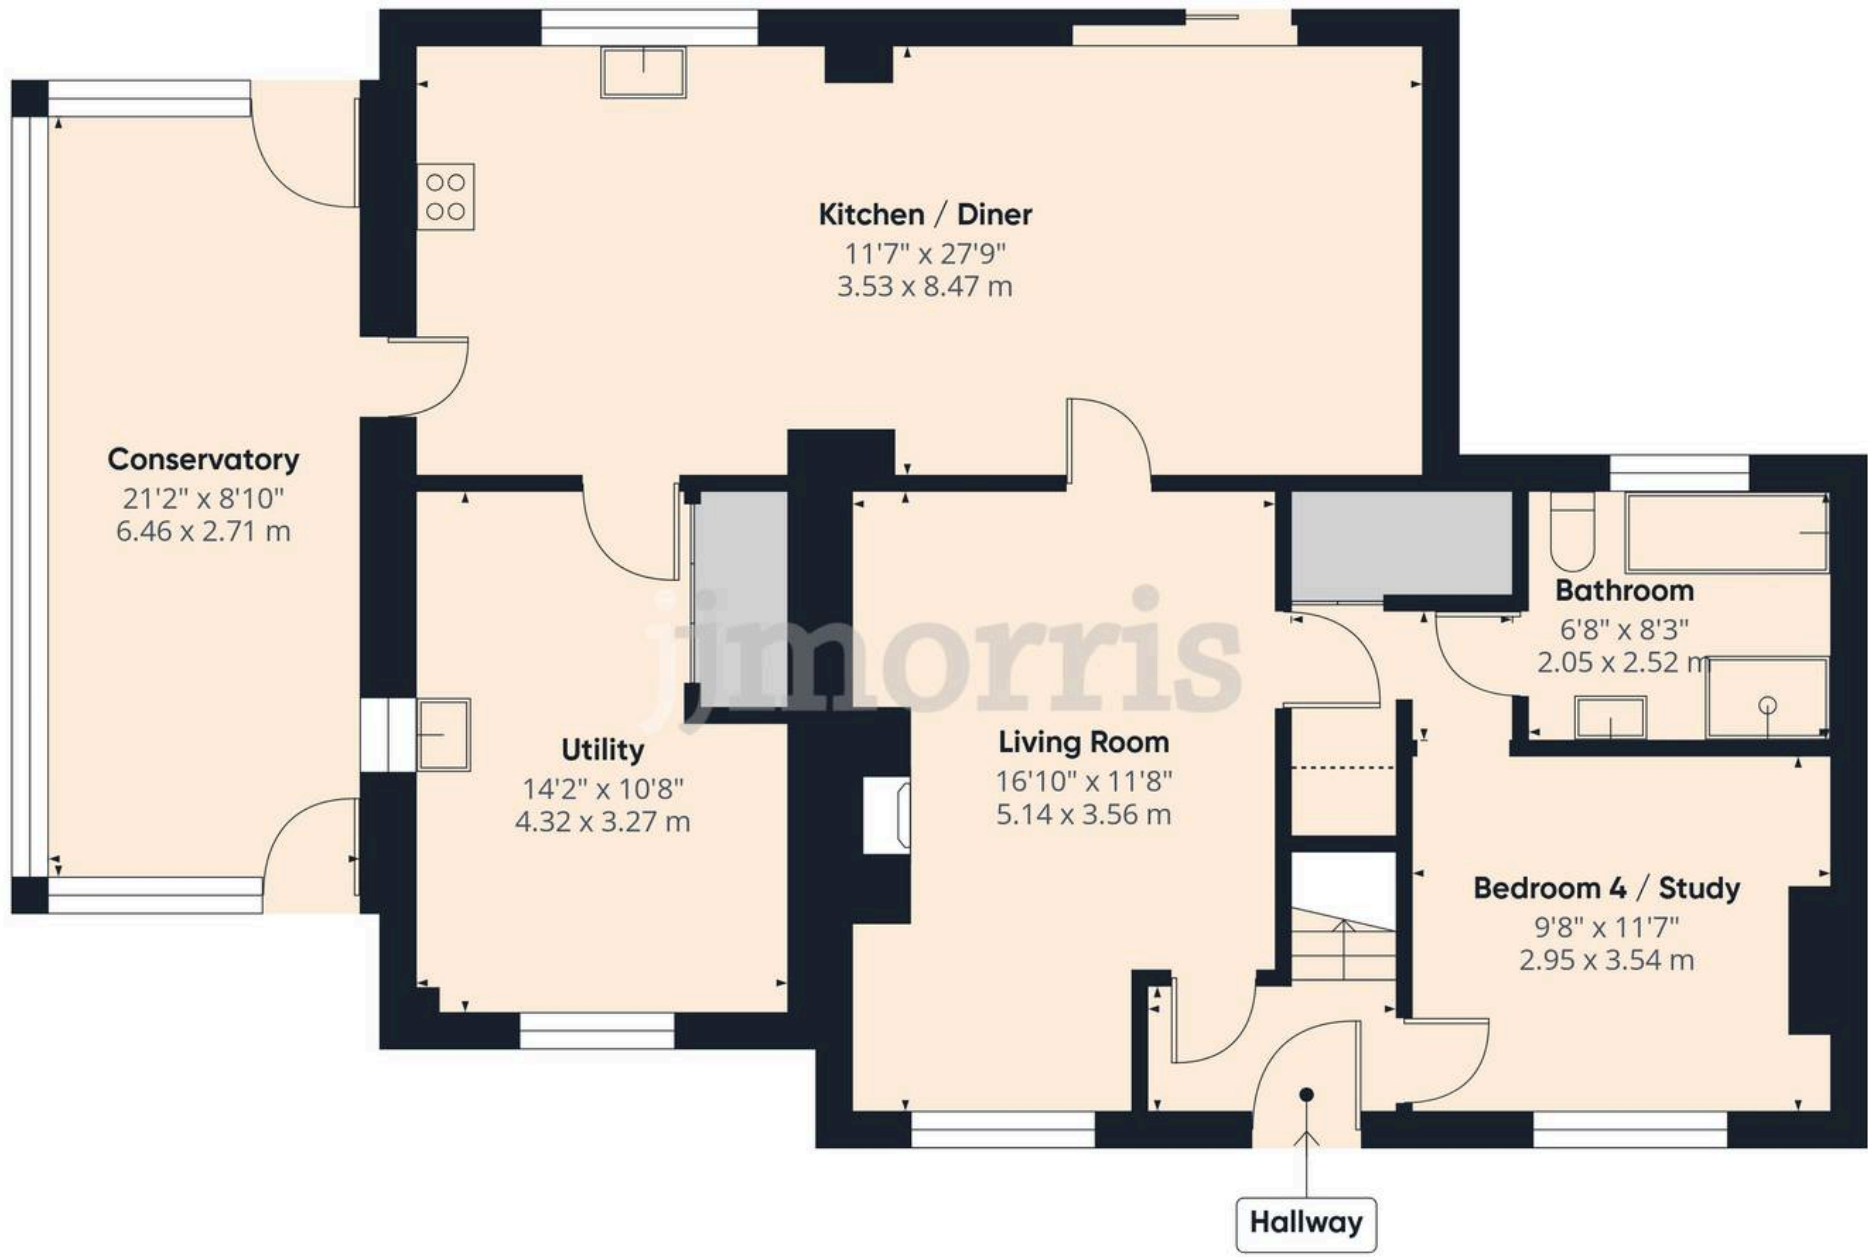 Kitchen / Diner
11'7" x 27'9"
3.53 x 8.47 m
Conservatory
21'2" x 8'10"
6.46 x 2.71 m
Bathroom
6'8" x 8'3"
2.05 x 2.52 m
jjmorris
Utility
14'2" x 10'8"
4.32 x 3.27 m
Living Room
16'10" x 11'8"
5.14 x 3.56 m
Bedroom 4 / Study
9'8" x 11'7"
2.95 x 3.54 m
Hallway